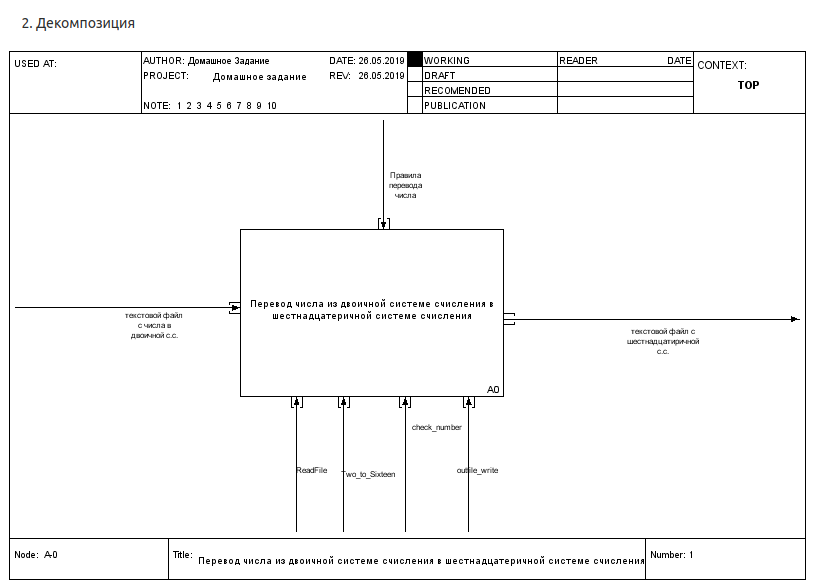 2. Декомпозиция
USED AT:
AUTHOR: Домашное Задание
DATE: 26.05.2019
PROJECT: Домашное задание
REV: 26.05.2019
NOTE: 1 2 3 4 5 6 7 8 9 10
WORKING
DRAFT
RECOMENDED
PUBLICATION
READER
DATE
CONTEXT:
TOP
Правила
перевода
числа
Перевод числа из двоичной системе счисления в
шестнадцатеричной системе счисления
A0
текстовой файл
с числа в
двоичной с.с.
текстовой файл с
шестнадцатиричной
с.с.
check_number
ReadFile
Two_to_Sixteen
outfile_write
Node: A-0
Title: Перевод числа из двоичной системе счисления в шестнадцатеричной системе счисления
Number: 1